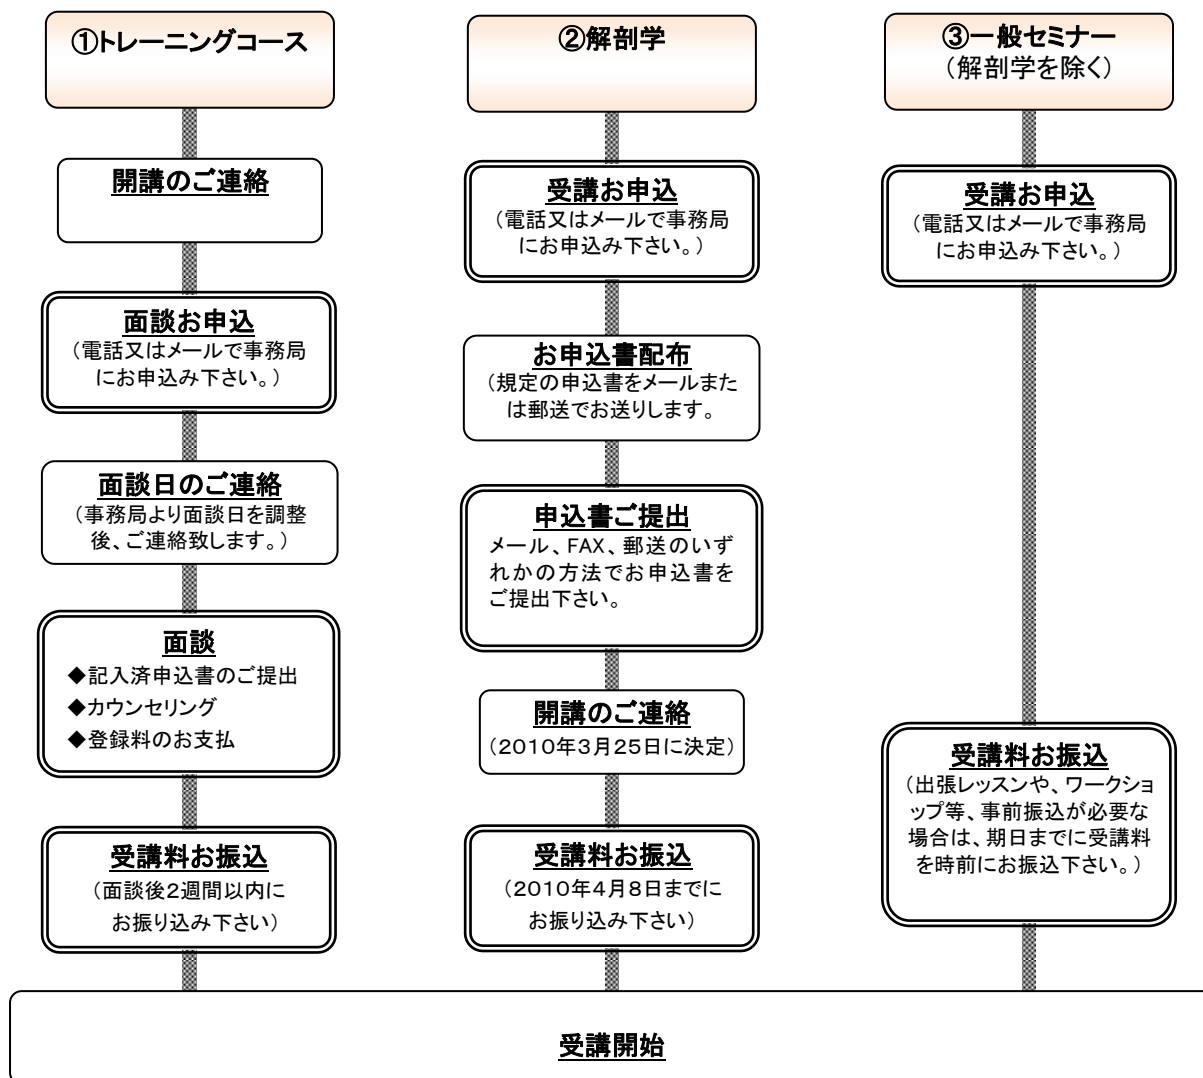 ①トレーニングコース
開講のご連絡
面談お申込
（電話又はメールで事務局
にお申込み下さい。）
面談日のご連絡
（事務局より面談日を調整
後、ご連絡致します。）
面談
◆記入済申込書のご提出
◆カウンセリング
◆登録料のお支払
受講料お振込
（面談後2週間以内に
お振り込み下さい）
②解剖学
受講お申込
（電話又はメールで事務局
にお申込み下さい。）
お申込書配布
（規定の申込書をメールまた
は郵送でお送りします。
申込書ご提出
メール、FAX、郵送のいず
れかの方法でお申込書を
ご提出下さい。
開講のご連絡
（2010年3月25日に決定）
受講料お振込
（2010年4月8日までに
お振り込み下さい）
③一般セミナー
（解剖学を除く）
受講お申込
（電話又はメールで事務局
にお申込み下さい。）
受講料お振込
（出張レッスンや、ワークショ
ップ等、事前振込が必要な
場合は、期日までに受講料
を時前にお振込下さい。）
受講開始